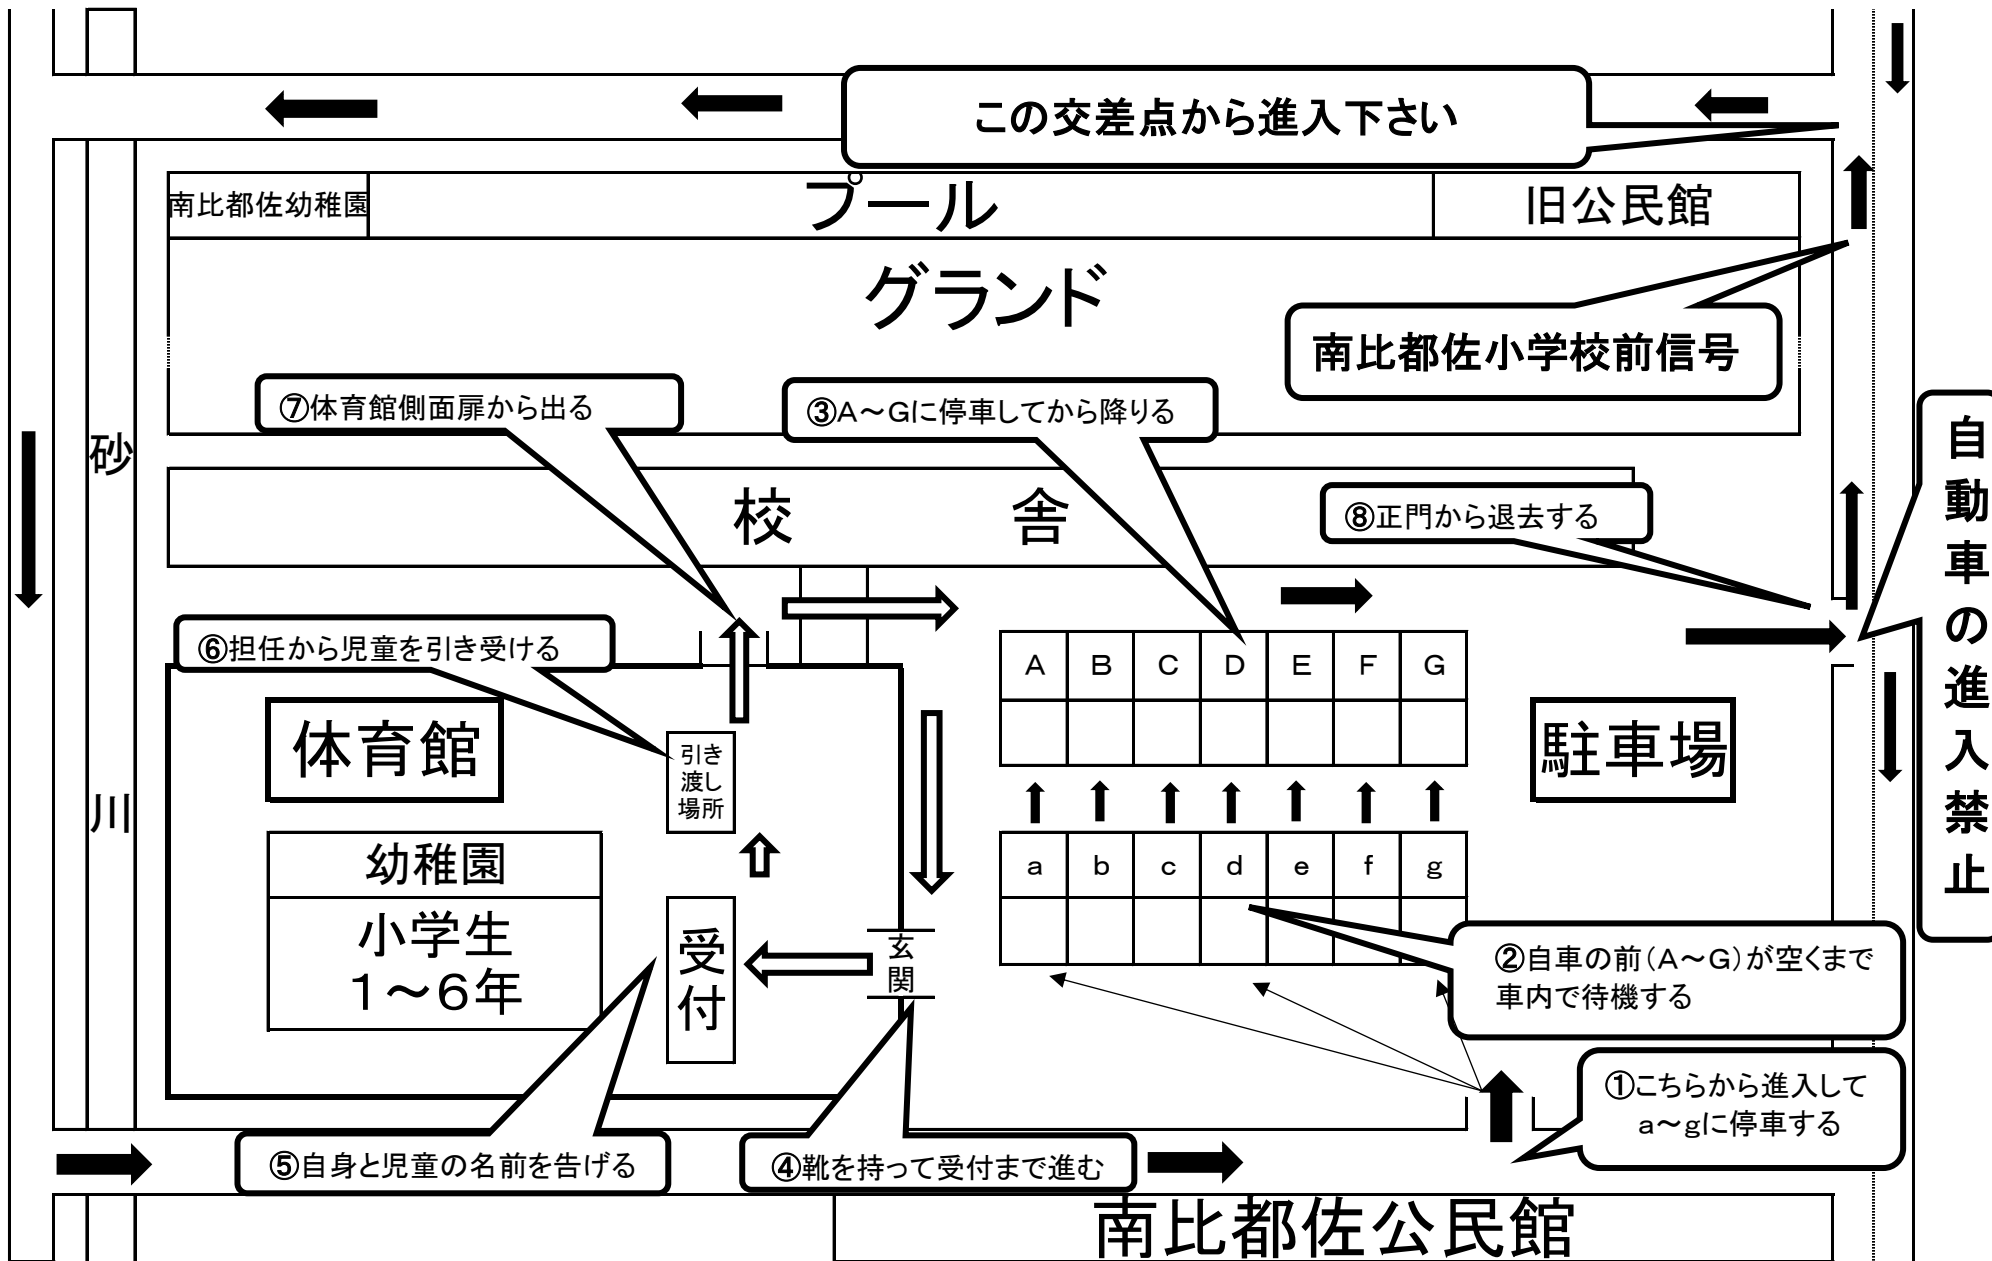 この交差点から進入下さい
南比都佐幼稚園
プール
旧公民館
グランド
南比都佐小学校前信号
⑦体育館側面扉から出る
③A～Gに停車してから降りる
自動車の進入禁止
砂川
校舎
⑧正門から退去する
⑥担任から児童を引き受ける
A B C D E F G
体育館
引き
渡し
場所
駐車場
幼稚園
a b c d e f g
小学生
1～6年
受付
玄関
②自車の前(A～G)が空くまで
車内で待機する
①こちらから進入して
a～gに停車する
⑤自身と児童の名前を告げる
④靴を持って受付まで進む
南比都佐公民館